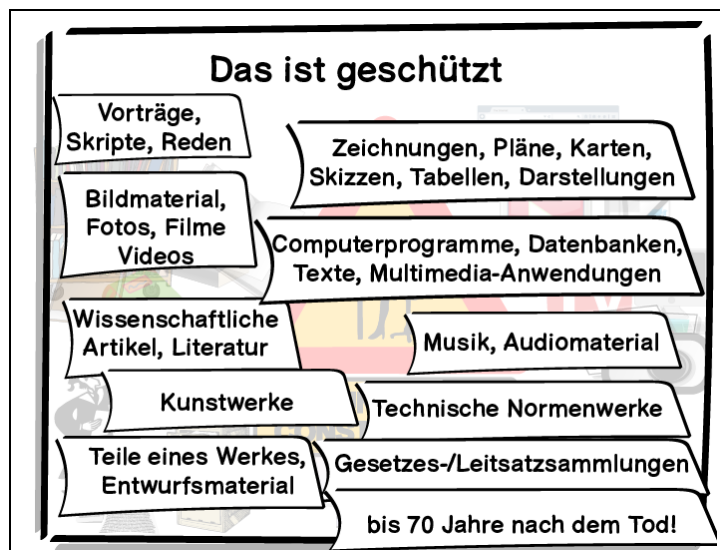 Das ist geschützt
Vorträge,
Skripte, Reden
Zeichnungen, Pläne, Karten,
Skizzen, Tabellen, Darstellungen
Bildmaterial,
Fotos, Filme
Videos
Computerprogramme, Datenbanken,
Texte, Multimedia-Anwendungen
Wissenschaftliche
Artikel, Literatur
Musik, Audiomaterial
Kunstwerke
Technische Normenwerke
Teile eines Werkes,
Entwurfsmaterial
Gesetzes-/Leitsatzsammlungen
bis 70 Jahre nach dem Tod!